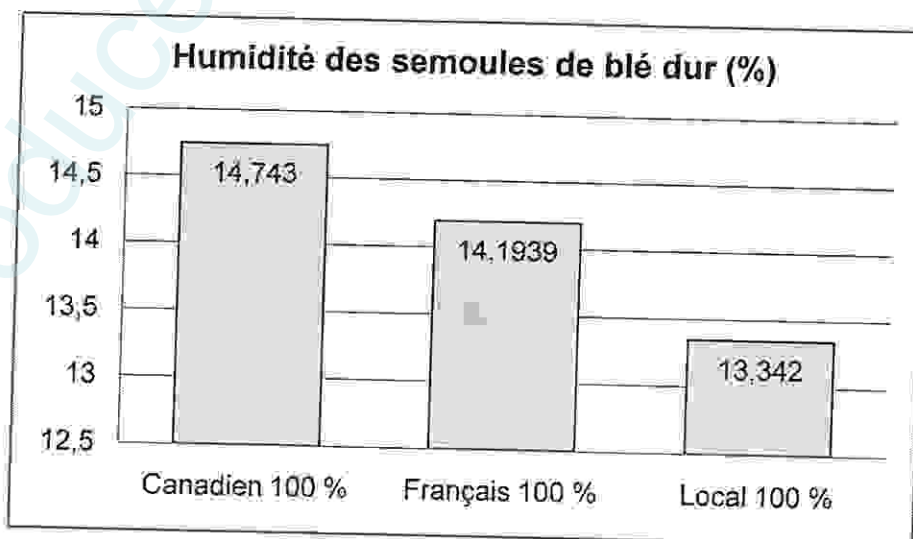 Humidité des semoules de blé dur (%)
15
14,5
14
13,5
13
12,5
14,743
14,1939
13,342
Canadien 100 %
Français 100 %
Local 100 %